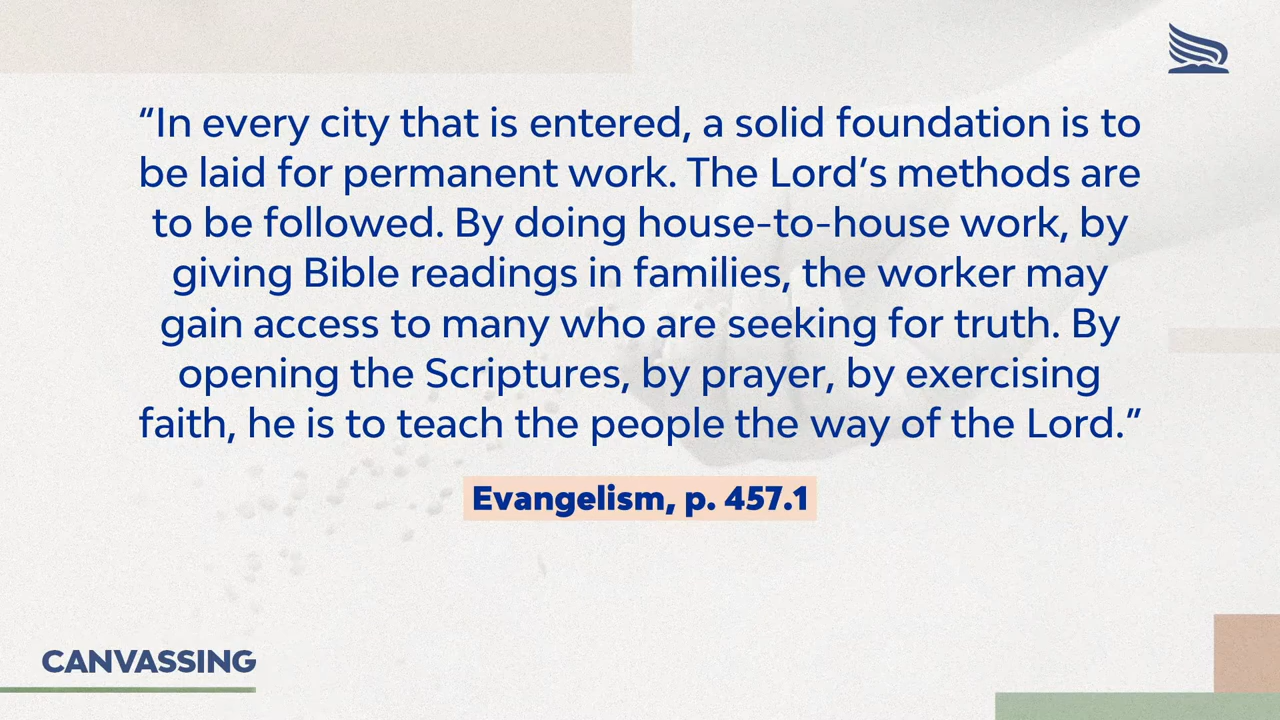 “In every city that is entered, a solid foundation is to
be laid for permanent work. The Lord’s methods are
to be followed. By doing house-to-house work, by
giving Bible readings in families, the worker may
gain access to many who are seeking for truth. By
opening the Scriptures, by prayer, by exercising
faith, he is to teach the people the way of the Lord.”
Evangelism, p. 457.1
CANVASSING